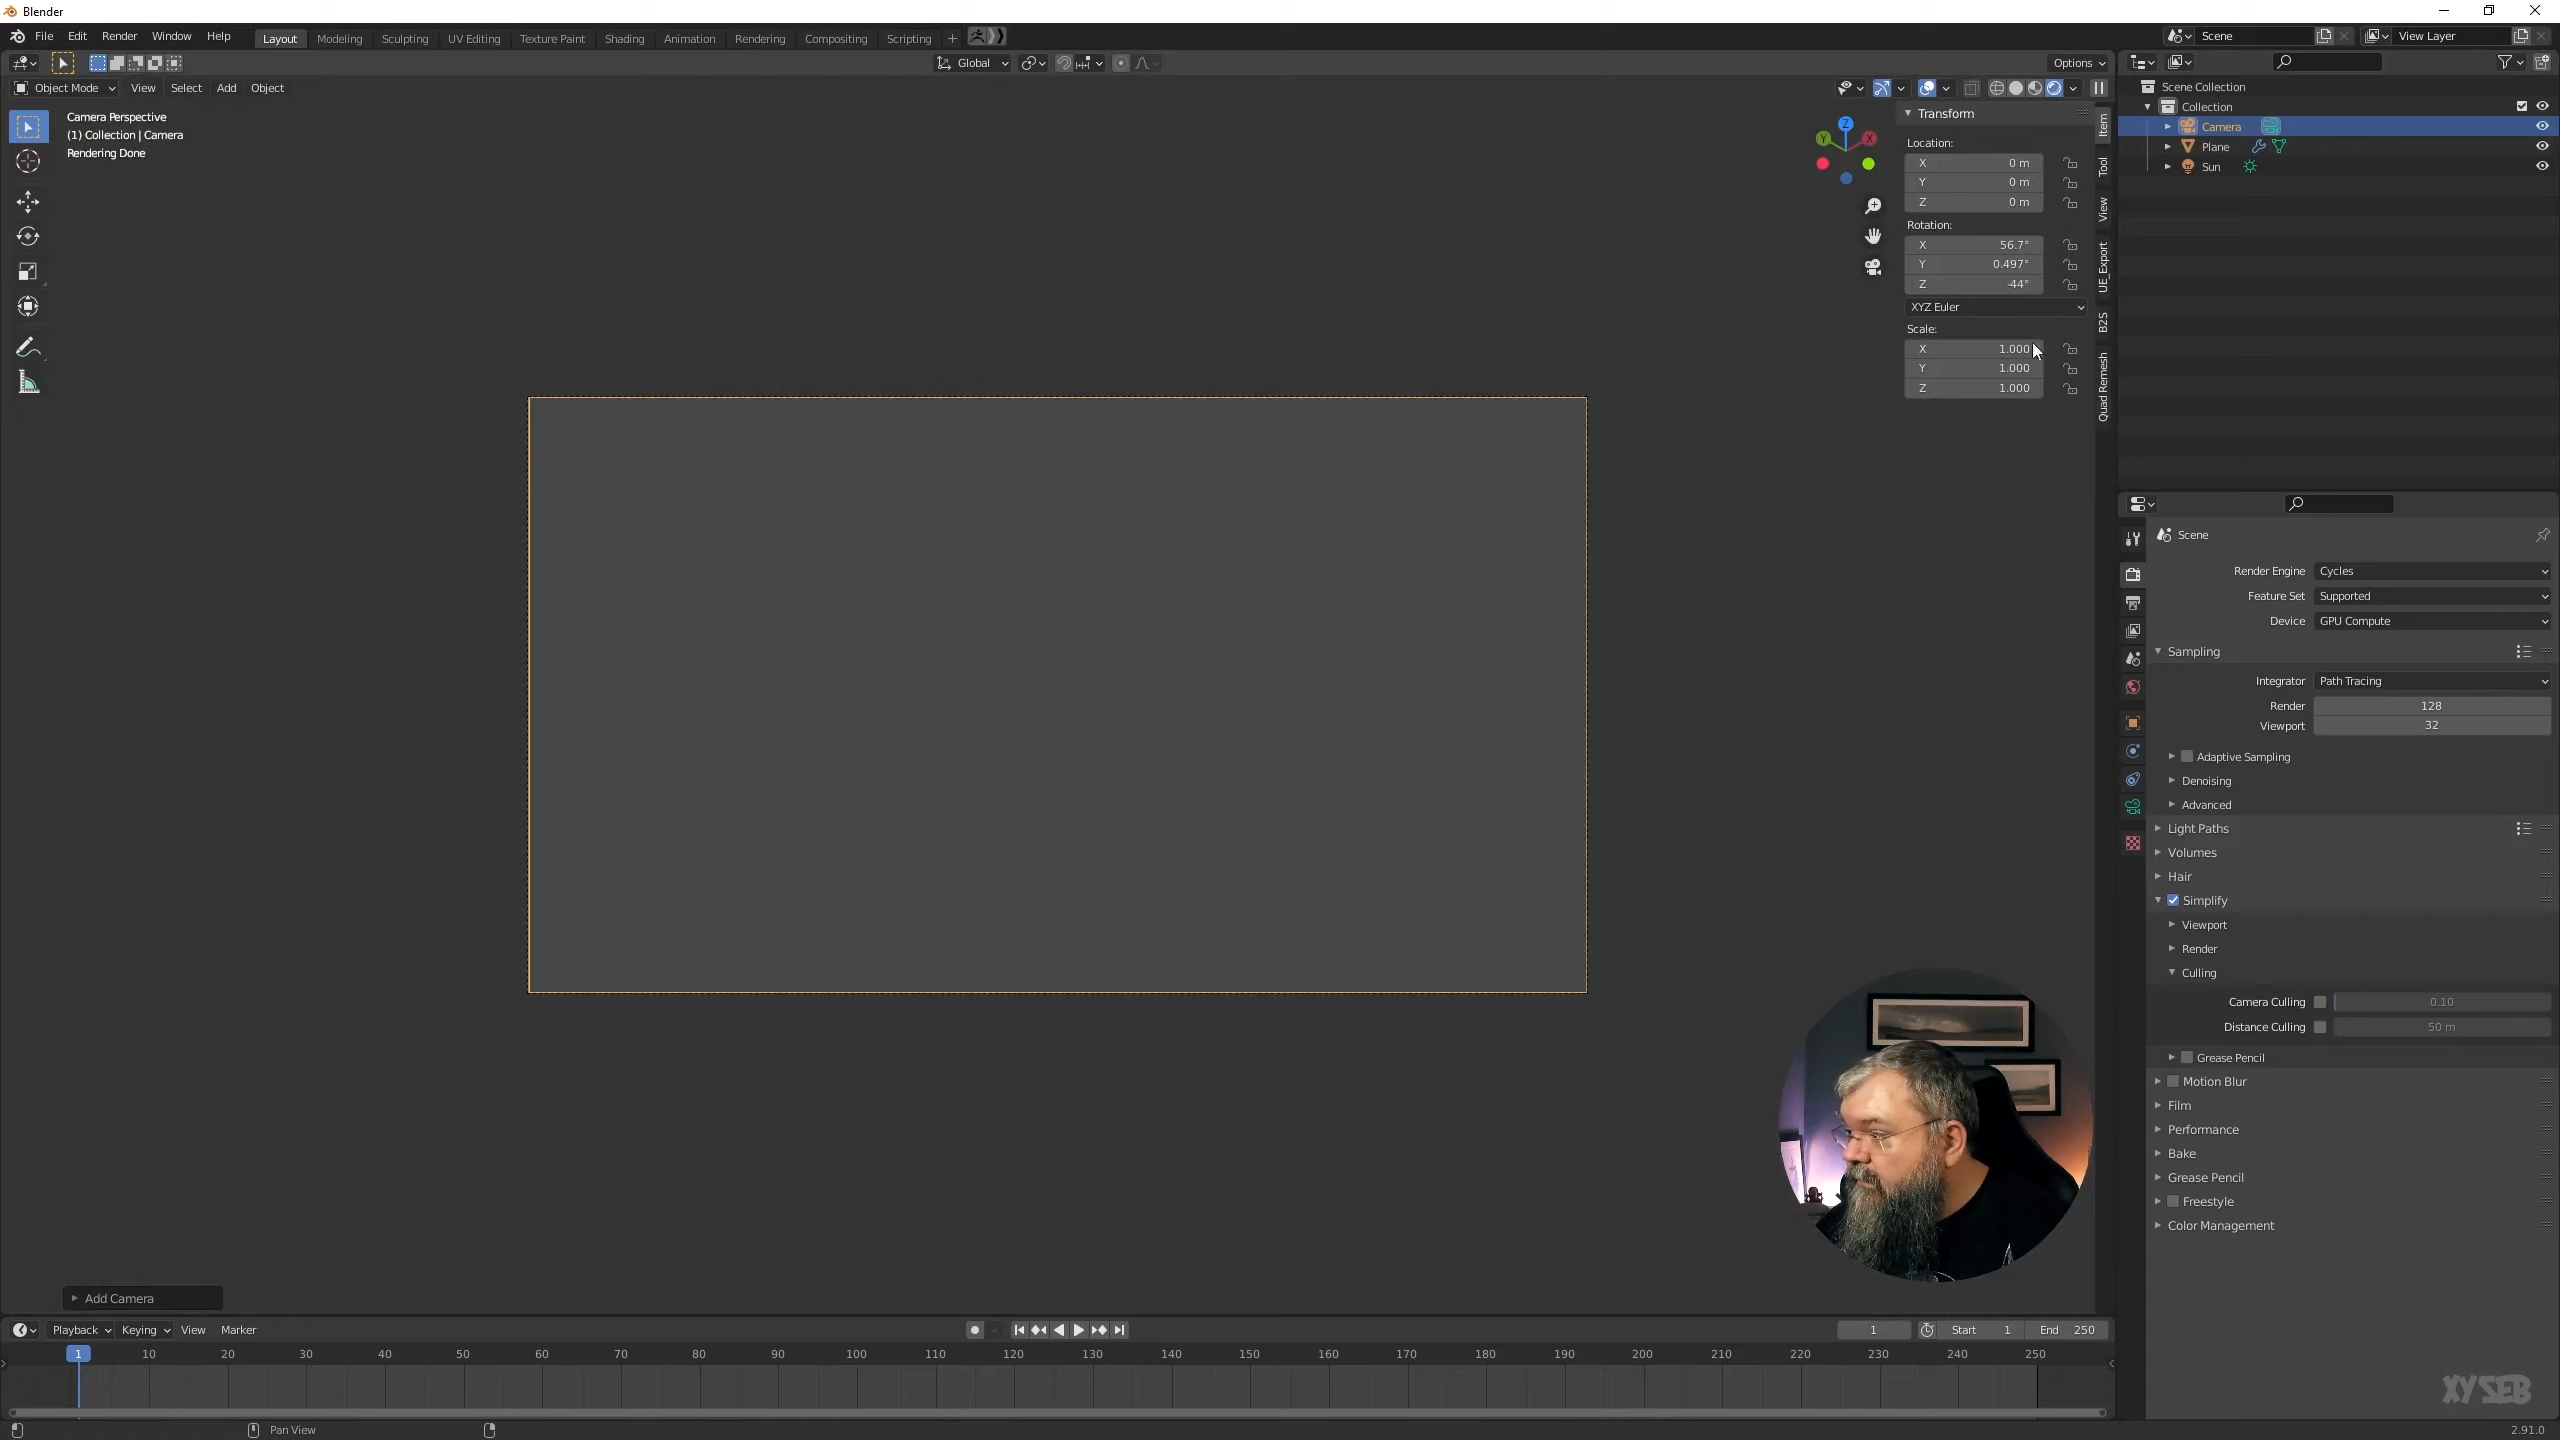 Blender
File Edit Render Window Help
Layout Modeling Sculpting UV Editing Texture Paint Shading Animation Rendering Compositing Scripting +
Scene
View Layer
Global
Options
Object Mode View Select Add Object
Camera Perspective
(1) Collection | Camera
Rendering Done
Z
Y
X
Transform
Location:
X 0 m
Y 0 m
Z 0 m
Rotation:
X 56.7°
Y 0.497°
Z -44°
XYZ Euler
Scale:
X 1.000
Y 1.000
Z 1.000
Item
Tool
View
UE_Export
B2S
Quad Remesh
Scene Collection
Collection
Camera
Plane
Sun
Scene
Render Engine Cycles
Feature Set Supported
Device GPU Compute
Sampling
Integrator Path Tracing
Render 128
Viewport 32
Adaptive Sampling
Denoising
Advanced
Light Paths
Volumes
Hair
Simplify
Viewport
Render
Culling
Camera Culling 0.10
Distance Culling 50 m
Grease Pencil
Motion Blur
Film
Performance
Bake
Grease Pencil
Freestyle
Color Management
Add Camera
Playback Keying View Marker
1
Start 1 End 250
1 10 20 30 40 50 60 70 80 90 100 110 120 130 140 150 160 170 180 190 200 210 220 230 240 250
XYSEB
Pan View
2.91.0